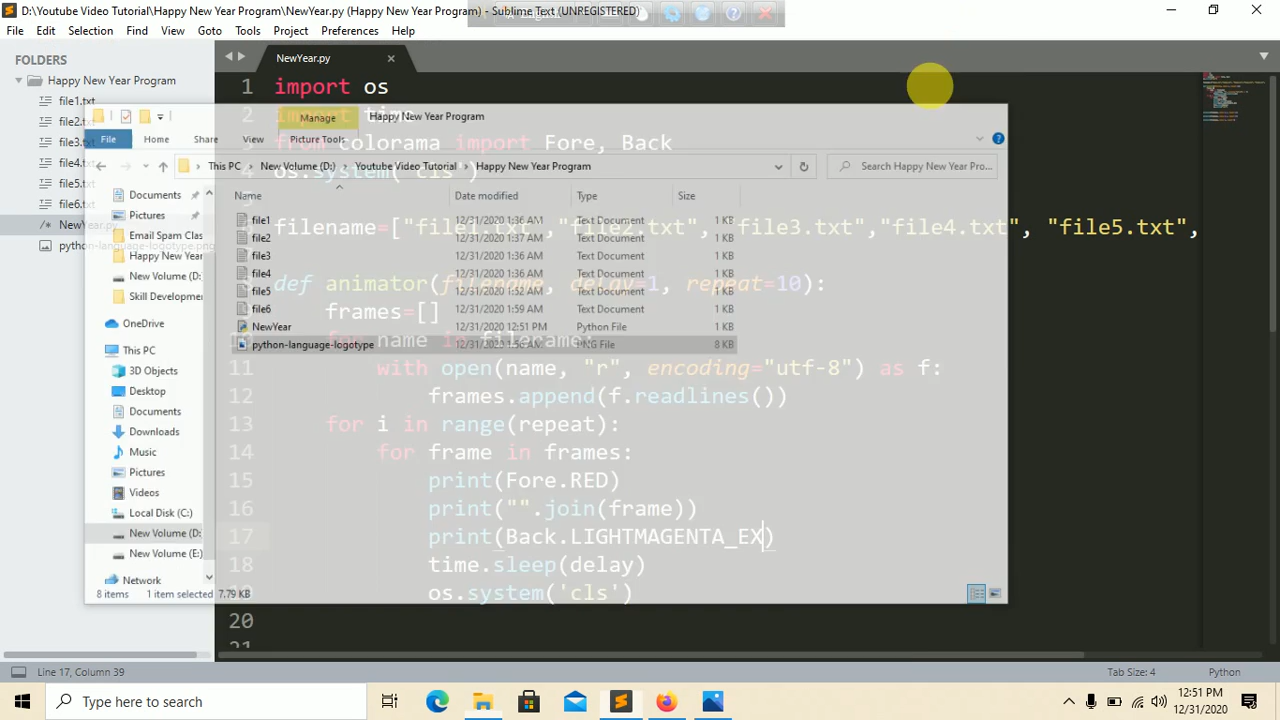 D:\Youtube Video Tutorial\Happy New Year Program\NewYear.py (Happy New Year Program) - Sublime Text (UNREGISTERED)
File Edit Selection Find View Goto Tools Project Preferences Help
FOLDERS
Happy New Year Program
file1.txt
file2.txt
file3.txt
file4.txt
file5.txt
file6.txt
NewYear.py
python-language-logotype.png
NewYear.py
1 import os
2 import time
3 from colorama import Fore, Back
4 os.system('cls')
5
filename=["file1.txt","file2.txt", "file3.txt","file4.txt", "file5.txt",
def animator(filename, delay=1, repeat=10):
frames=[]
10 for name in filename:
11 with open(name, "r", encoding="utf-8") as f:
12 frames.append(f.readlines())
13 for i in range(repeat):
14 for frame in frames:
15 print(Fore.RED)
16 print("".join(frame))
17 print(Back.LIGHTMAGENTA_EX)
18 time.sleep(delay)
19 os.system('cls')
20
21
Manage
Happy New Year Program
File Home Share View Picture Tools
This PC New Volume (D:) Youtube Video Tutorial Happy New Year Program
Search Happy New Year Pro...
Name Date modified Type Size
file1 12/31/2020 1:36 AM Text Document 1 KB
file2 12/31/2020 1:37 AM Text Document 1 KB
file3 12/31/2020 1:36 AM Text Document 1 KB
file4 12/31/2020 1:36 AM Text Document 1 KB
file5 12/31/2020 1:52 AM Text Document 1 KB
file6 12/31/2020 1:59 AM Text Document 1 KB
NewYear 12/31/2020 12:51 PM Python File 1 KB
python-language-logotype 12/31/2020 1:56 AM PNG File 8 KB
Documents
Pictures
Email Spam Clas
Happy New Year
New Volume (D:
Skill Developmen
OneDrive
This PC
3D Objects
Desktop
Documents
Downloads
Music
Pictures
Videos
Local Disk (C:)
New Volume (D:
New Volume (E:)
Network
8 items 1 item selected 7.79 KB
Line 17, Column 39
Tab Size: 4 Python
Type here to search
12:51 PM
12/31/2020